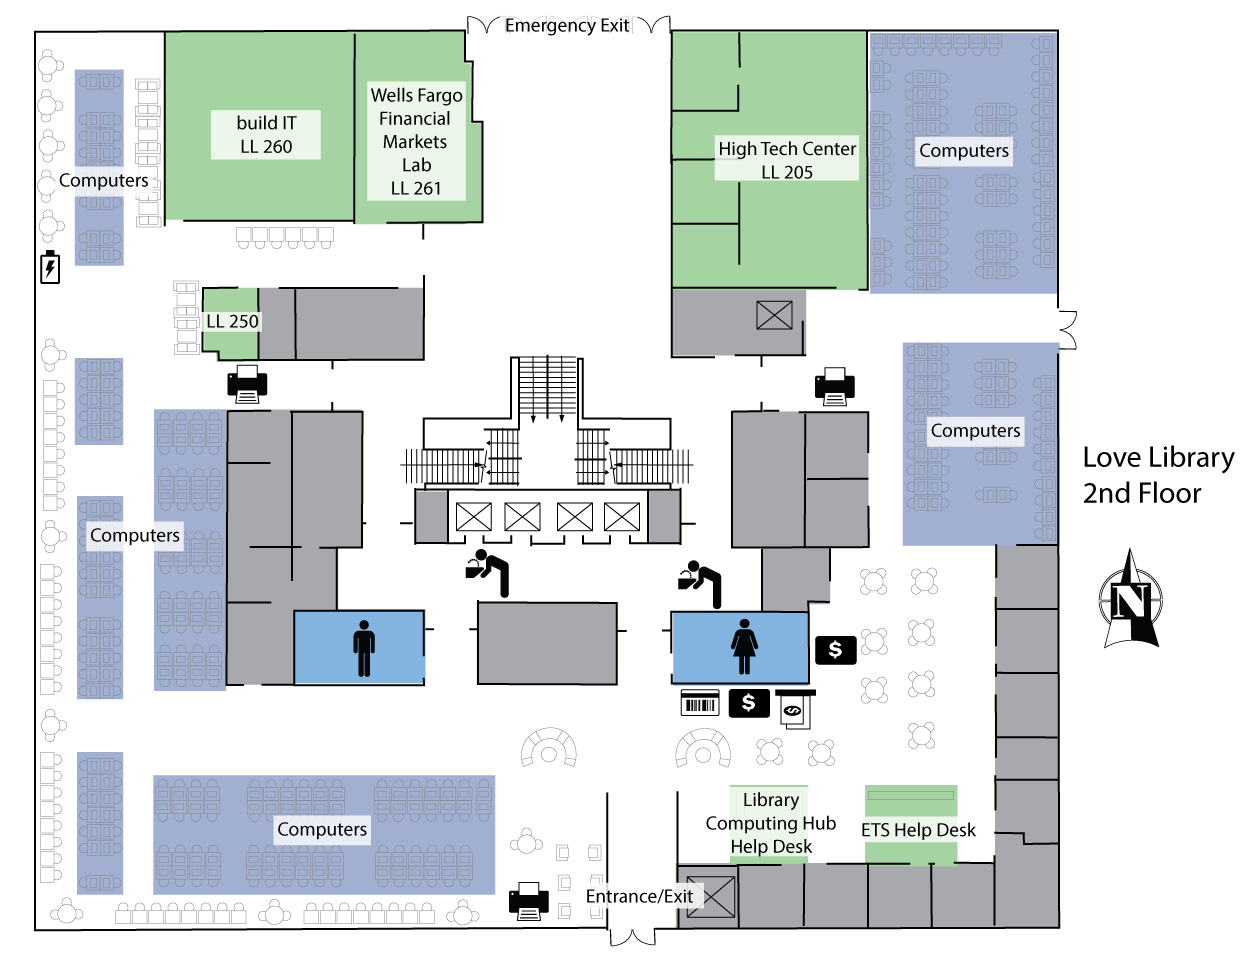 Emergency Exit
build IT
LL 260
Wells Fargo
Financial
Markets
Lab
LL 261
High Tech Center
LL 205
Computers
Computers
LL 250
Computers
Love Library
2nd Floor
Computers
N
$
$
$
Library
Computing Hub
Help Desk
ETS Help Desk
Computers
Entrance/Exit